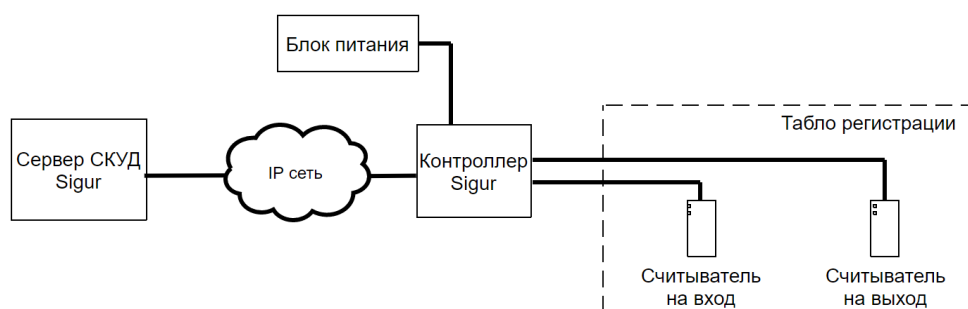 Блок питания
Табло регистрации
Сервер СКУД
Sigur
IP сеть
Контроллер
Sigur
Считыватель
на вход
Считыватель
на выход